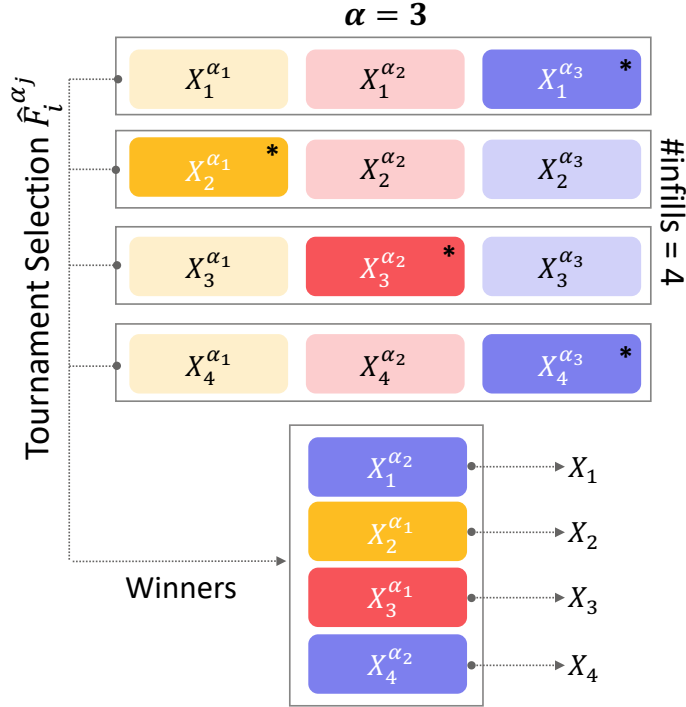 α = 3
Tournament Selection F̂_i^{α_j}
X_1^{α_1} X_1^{α_2} X_1^{α_3} *
X_2^{α_1} * X_2^{α_2} X_2^{α_3}
X_3^{α_1} X_3^{α_2} * X_3^{α_3}
X_4^{α_1} X_4^{α_2} X_4^{α_3} *
#infills = 4
Winners
X_1^{α_2} X_1
X_2^{α_1} X_2
X_3^{α_1} X_3
X_4^{α_2} X_4